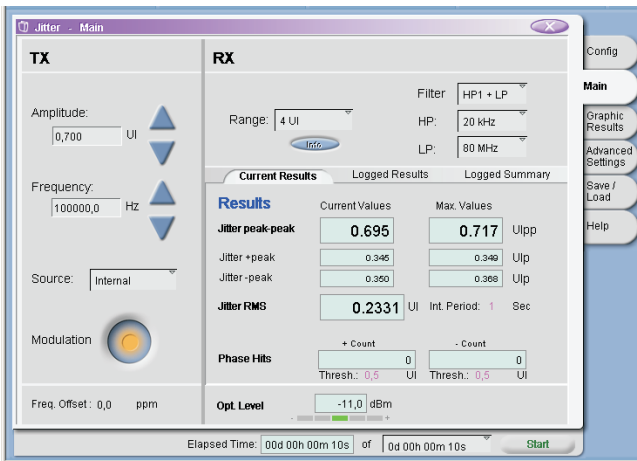 Jitter - Main
TX
Amplitude:
0,700 UI
Frequency:
100000,0 Hz
Source: Internal
Modulation
Freq. Offset: 0,0 ppm
RX
Filter HP1 + LP
Range: 4 UI HP: 20 kHz
Info
LP: 80 MHz
Current Results Logged Results Logged Summary
Results Current Values Max. Values
Jitter peak-peak 0.695 0.717 UIpp
Jitter +peak 0.345 0.349 UIp
Jitter -peak 0.350 0.368 UIp
Jitter RMS 0.2331 UI Int. Period: 1 Sec
+ Count - Count
Phase Hits 0 0
Thresh.: 0,5 UI Thresh.: 0,5 UI
Opt. Level -11,0 dBm
- +
Elapsed Time: 00d 00h 00m 10s of 0d 00h 00m 10s Start
Config
Main
Graphic
Results
Advanced
Settings
Save /
Load
Help